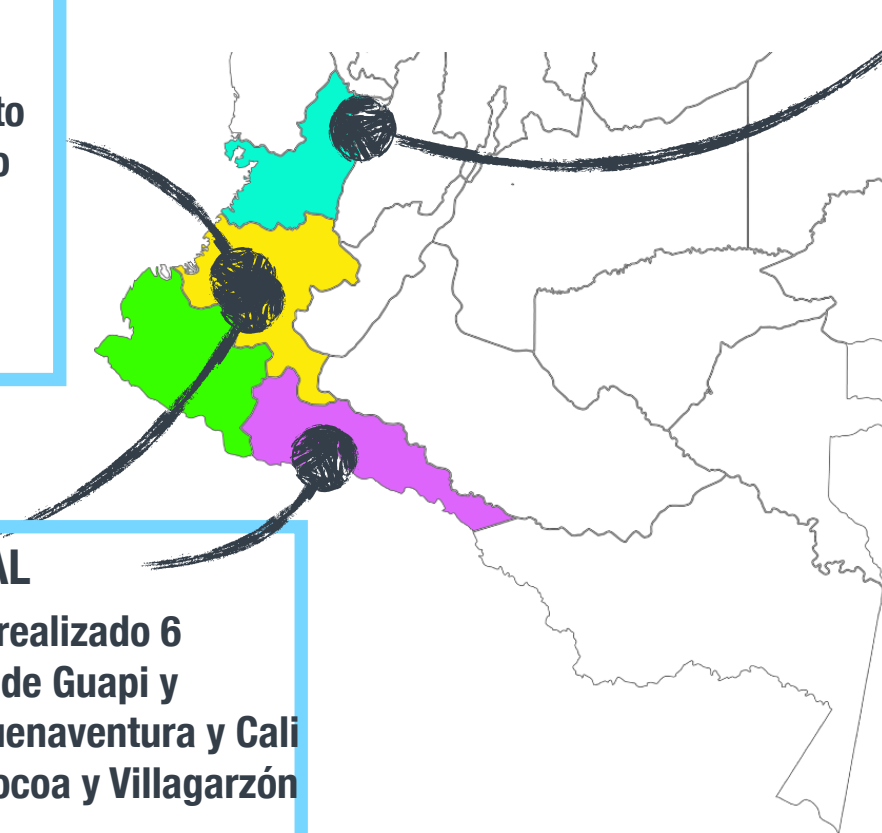 to
o
AL
realizado 6
de Guapi y
uenaventura y Cali
ocoa y Villagarzón